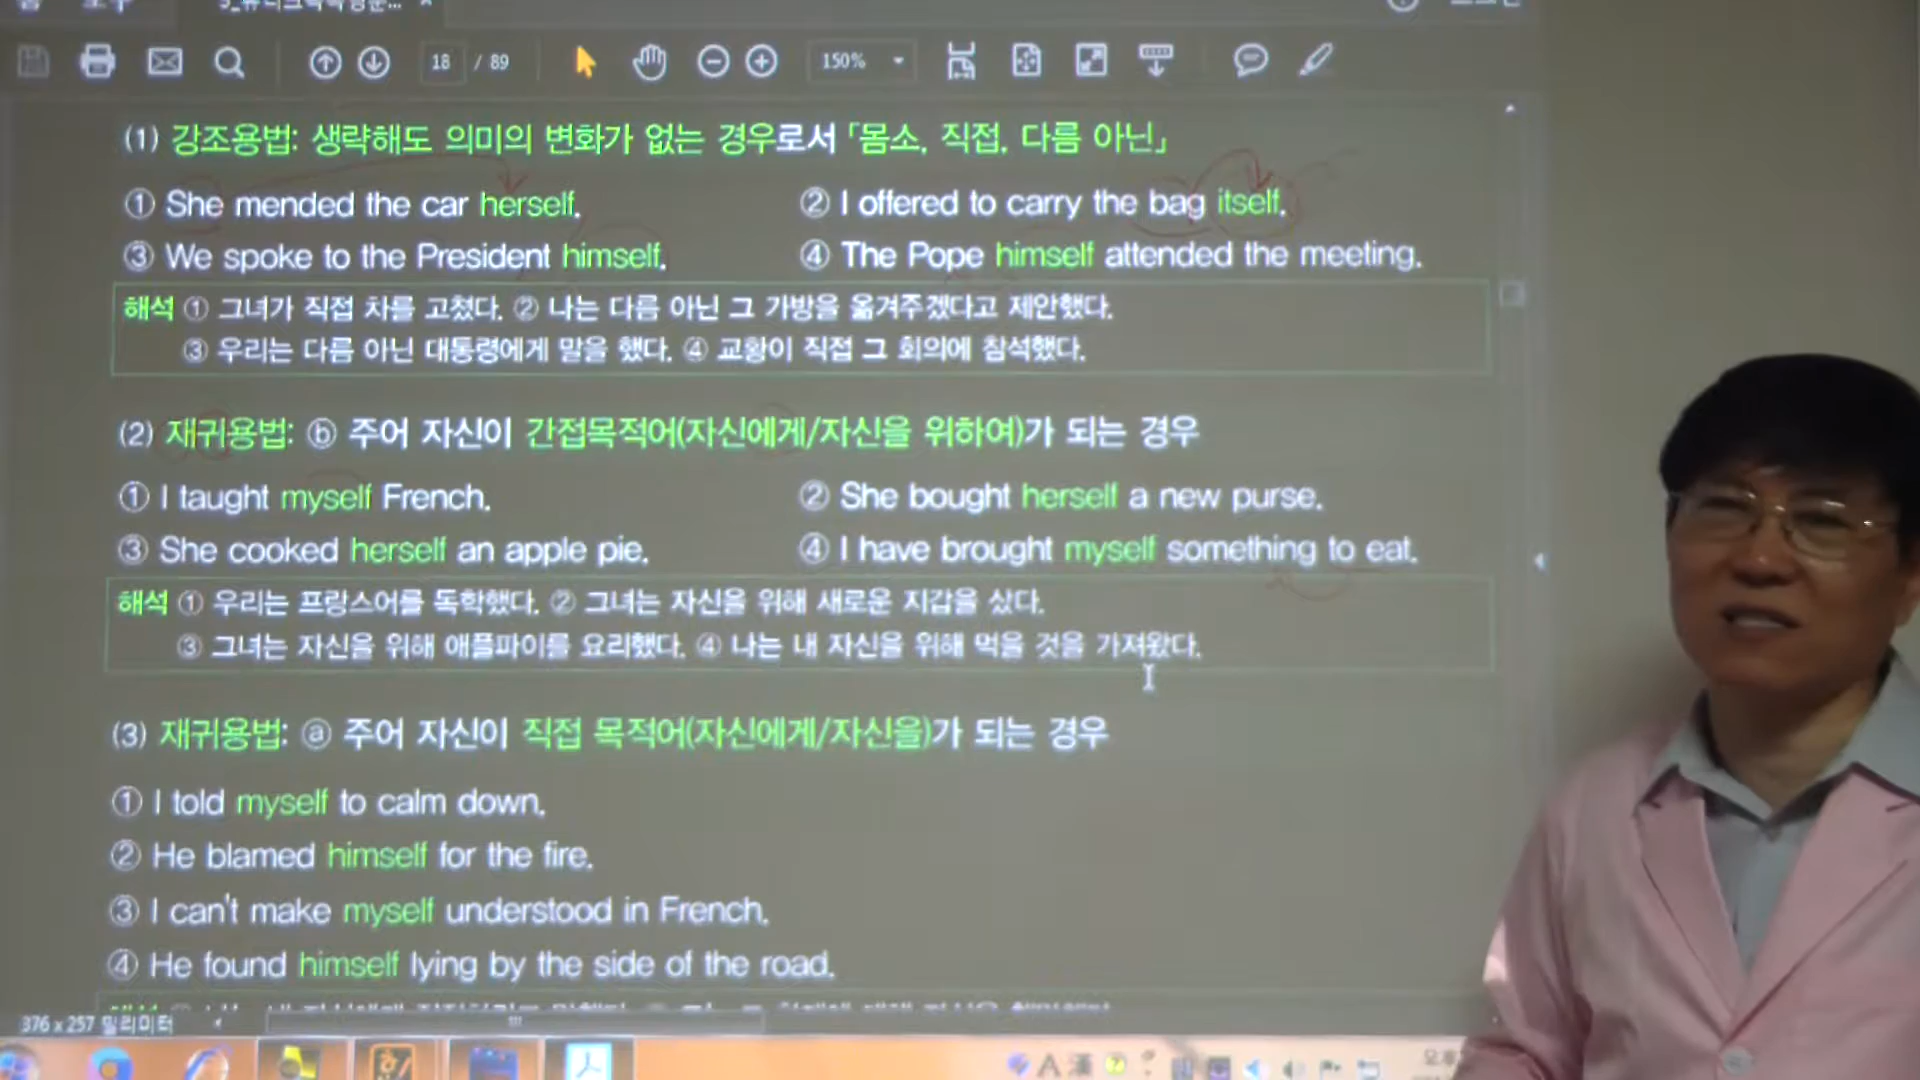 18 / 89
150%
(1) 강조용법: 생략해도 의미의 변화가 없는 경우로서 「몸소, 직접, 다름 아닌」
① She mended the car herself.
② I offered to carry the bag itself.
③ We spoke to the President himself.
④ The Pope himself attended the meeting.
해석 ① 그녀가 직접 차를 고쳤다. ② 나는 다름 아닌 그 가방을 옮겨주겠다고 제안했다.
③ 우리는 다름 아닌 대통령에게 말을 했다. ④ 교황이 직접 그 회의에 참석했다.
(2) 재귀용법: ⓑ 주어 자신이 간접목적어(자신에게/자신을 위하여)가 되는 경우
① I taught myself French.
② She bought herself a new purse.
③ She cooked herself an apple pie.
④ I have brought myself something to eat.
해석 ① 우리는 프랑스어를 독학했다. ② 그녀는 자신을 위해 새로운 지갑을 샀다.
③ 그녀는 자신을 위해 애플파이를 요리했다. ④ 나는 내 자신을 위해 먹을 것을 가져왔다.
(3) 재귀용법: ⓐ 주어 자신이 직접 목적어(자신에게/자신을)가 되는 경우
① I told myself to calm down.
② He blamed himself for the fire.
③ I can't make myself understood in French.
④ He found himself lying by the side of the road.
376 x 257 밀리미터
A 漢